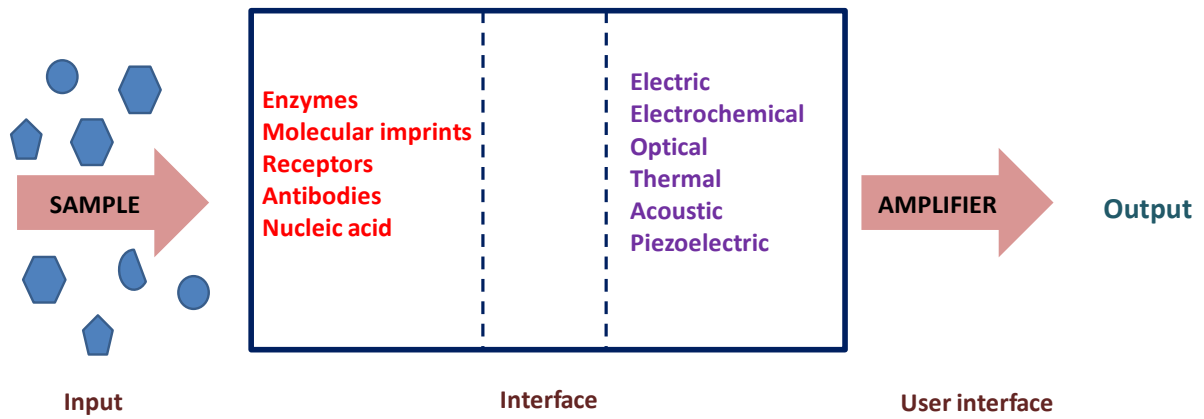 SAMPLE
Enzymes
Molecular imprints
Receptors
Antibodies
Nucleic acid
Electric
Electrochemical
Optical
Thermal
Acoustic
Piezoelectric
AMPLIFIER
Output
Input
Interface
User interface